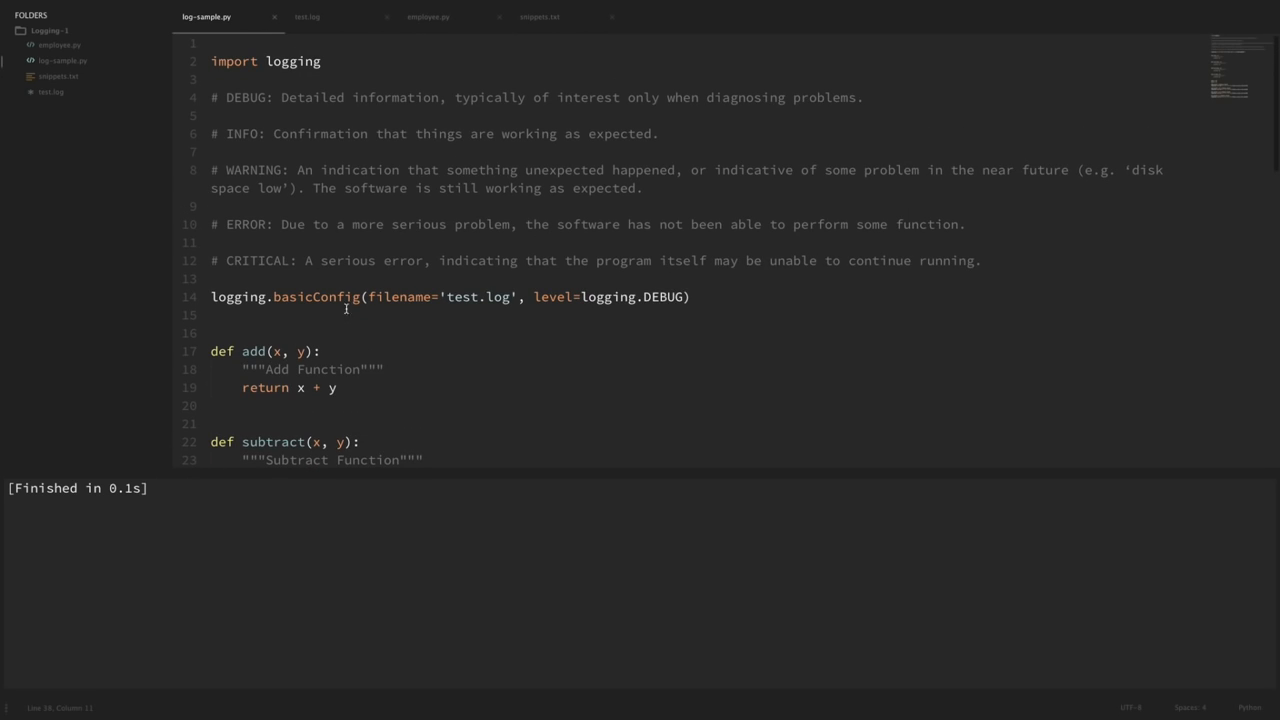 FOLDERS
Logging-1
employee.py
log-sample.py
snippets.txt
test.log
log-sample.py × test.log × employee.py × snippets.txt ×
1
2 import logging
3
4 # DEBUG: Detailed information, typically of interest only when diagnosing problems.
5
6 # INFO: Confirmation that things are working as expected.
7
8 # WARNING: An indication that something unexpected happened, or indicative of some problem in the near future (e.g. ‘disk
space low’). The software is still working as expected.
9
10 # ERROR: Due to a more serious problem, the software has not been able to perform some function.
11
12 # CRITICAL: A serious error, indicating that the program itself may be unable to continue running.
13
14 logging.basicConfig(filename='test.log', level=logging.DEBUG)
15
16
17 def add(x, y):
18 """Add Function"""
19 return x + y
20
21
22 def subtract(x, y):
23 """Subtract Function"""
[Finished in 0.1s]
Line 38, Column 11 UTF-8 Spaces: 4 Python